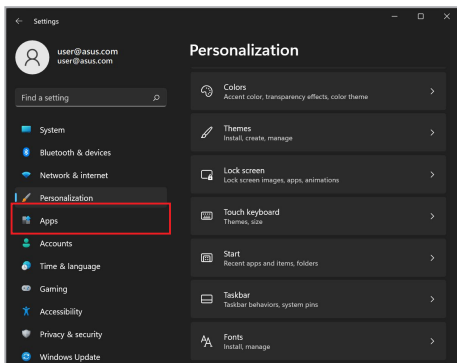 Settings
user@asus.com
user@asus.com
Find a setting
System
Bluetooth & devices
Network & internet
Personalization
Apps
Accounts
Time & language
Gaming
Accessibility
Privacy & security
Windows Update
Personalization
Colors
Accent color, transparency effects, color theme
Themes
Install, create, manage
Lock screen
Lock screen images, apps, animations
Touch keyboard
Themes, size
Start
Recent apps and items, folders
Taskbar
Taskbar behaviors, system pins
Fonts
Install, manage